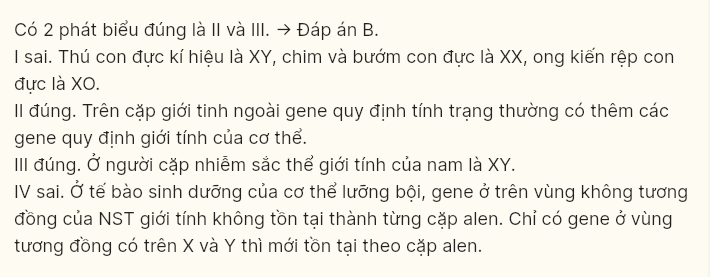 Có 2 phát biểu đúng là II và III. → Đáp án B.
I sai. Thú con đực kí hiệu là XY, chim và bướm con đực là XX, ong kiến rệp con
đực là XO.
II đúng. Trên cặp giới tinh ngoài gene quy định tính trạng thường có thêm các
gene quy định giới tính của cơ thể.
III đúng. Ở người cặp nhiễm sắc thể giới tính của nam là XY.
IV sai. Ở tế bào sinh dưỡng của cơ thể lưỡng bội, gene ở trên vùng không tương
đồng của NST giới tính không tồn tại thành từng cặp alen. Chỉ có gene ở vùng
tương đồng có trên X và Y thì mới tồn tại theo cặp alen.